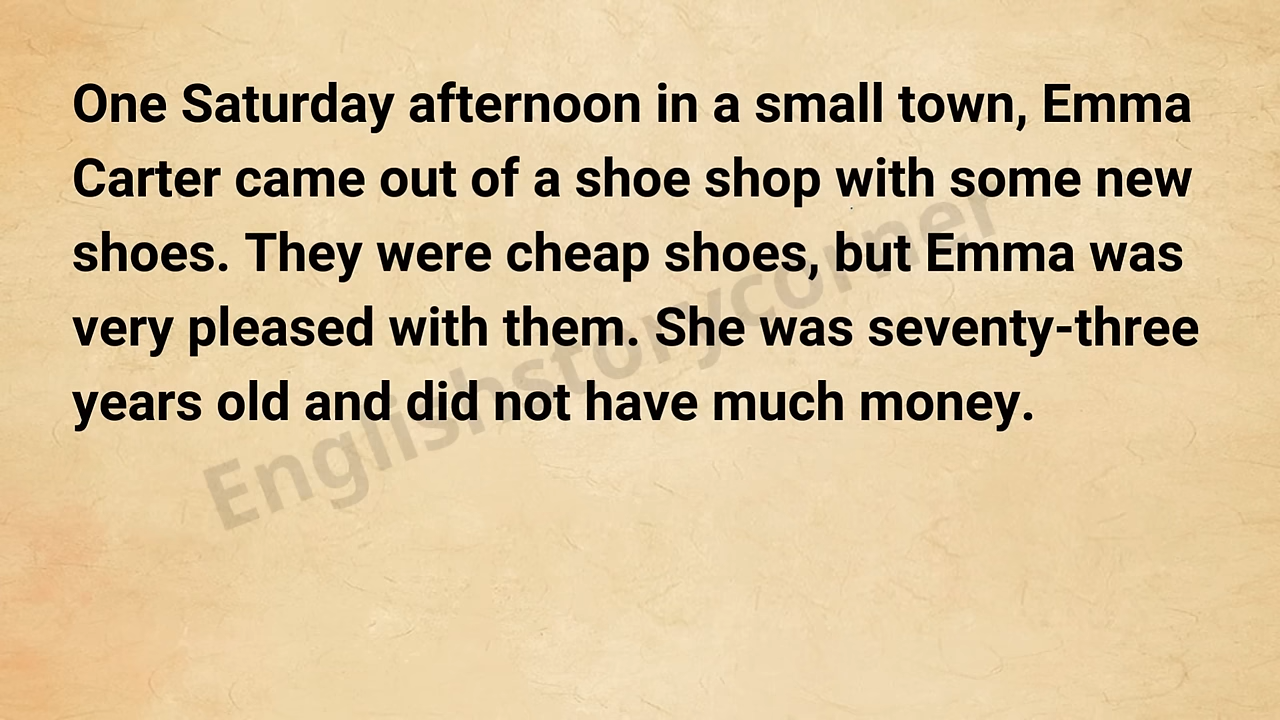 One Saturday afternoon in a small town, Emma
Carter came out of a shoe shop with some new
shoes. They were cheap shoes, but Emma was
very pleased with them. She was seventy-three
years old and did not have much money.
Englishstorycorner